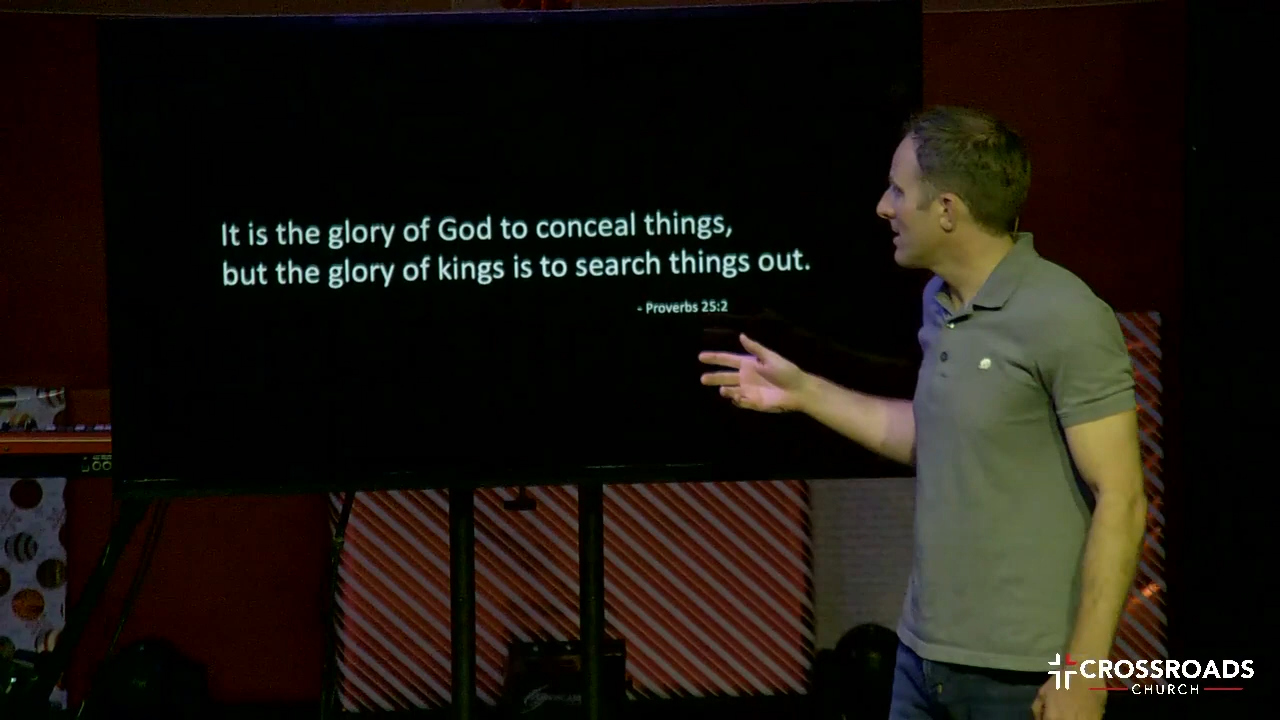 It is the glory of God to conceal things,
but the glory of kings is to search things out.
- Proverbs 25:2
CROSSROADS
CHURCH